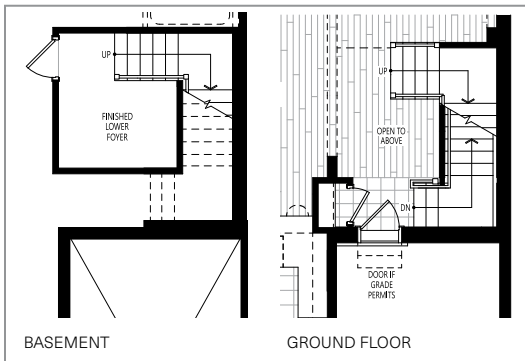 UP
FINISHED
LOWER
FOYER
BASEMENT
UP
OPEN TO
ABOVE
DN
DOOR IF
GRADE
PERMITS
GROUND FLOOR